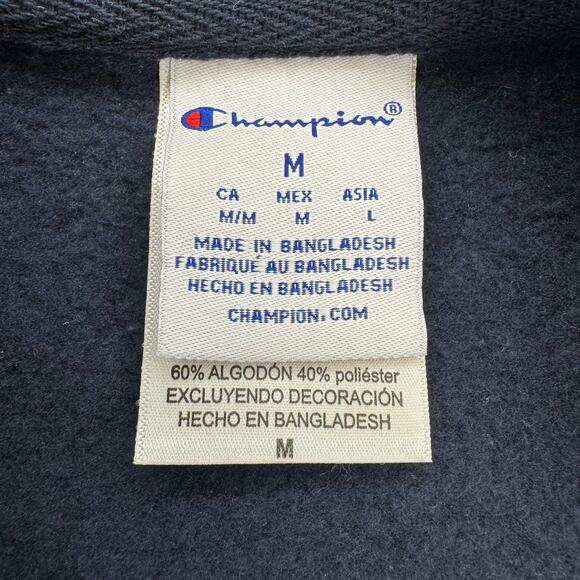 Champion®
M
CA MEX ASIA
M/M M L
MADE IN BANGLADESH
FABRIQUÉ AU BANGLADESH
HECHO EN BANGLADESH
CHAMPION.COM
60% ALGODÓN 40% poliéster
EXCLUYENDO DECORACIÓN
HECHO EN BANGLADESH
M